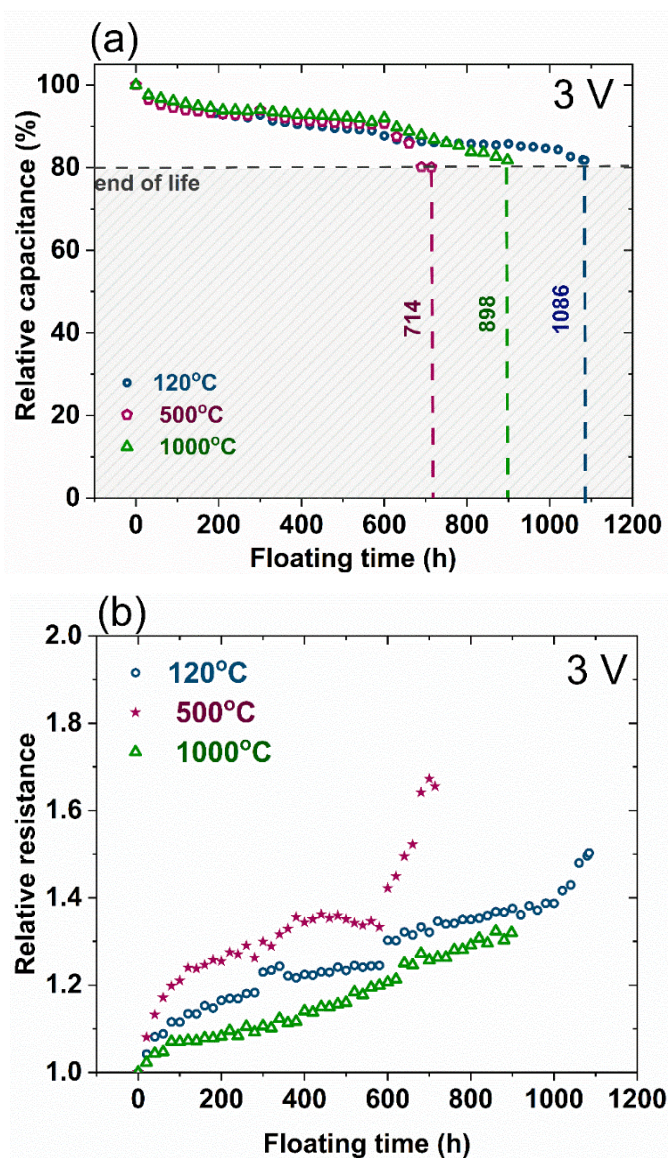 (a)
3 V
Relative capacitance (%)
100
80
60
40
20
0
end of life
714
898
1086
120°C
500°C
1000°C
0 200 400 600 800 1000 1200
Floating time (h)
(b)
3 V
Relative resistance
2.0
1.8
1.6
1.4
1.2
1.0
120°C
500°C
1000°C
0 200 400 600 800 1000 1200
Floating time (h)